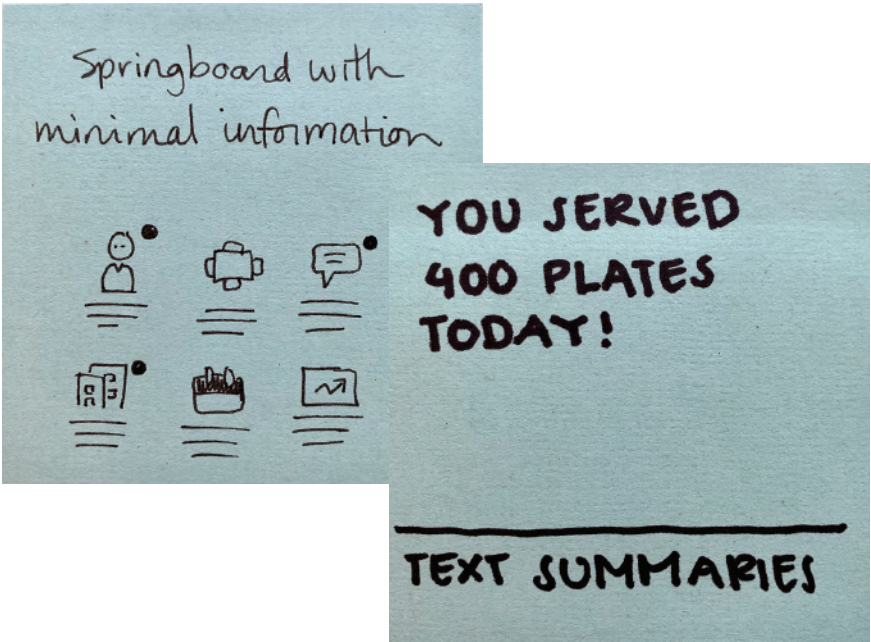 Springboard with
minimal information
YOU SERVED
400 PLATES
TODAY!
TEXT SUMMARIES